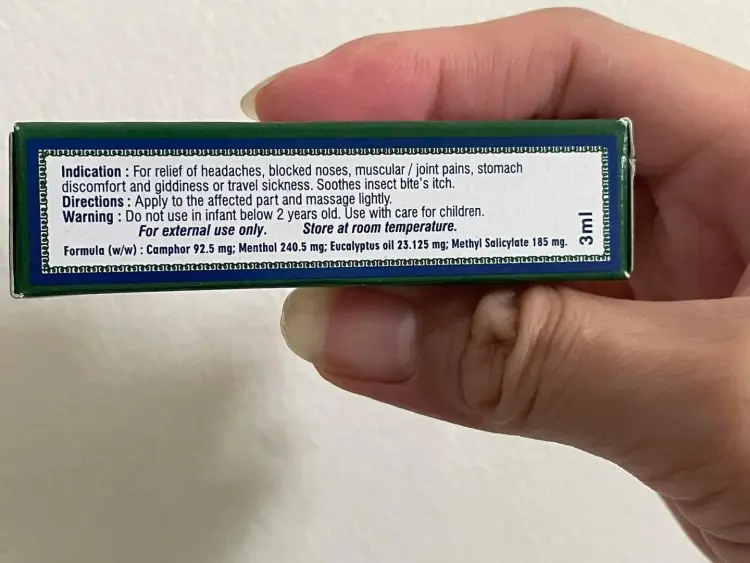 Indication : For relief of headaches, blocked noses, muscular / joint pains, stomach
discomfort and giddiness or travel sickness. Soothes insect bite's itch.
Directions : Apply to the affected part and massage lightly.
Warning : Do not use in infant below 2 years old. Use with care for children.
For external use only. Store at room temperature.
Formula (w/w) : Camphor 92.5 mg; Menthol 240.5 mg; Eucalyptus oil 23.125 mg; Methyl Salicylate 185 mg.
3ml